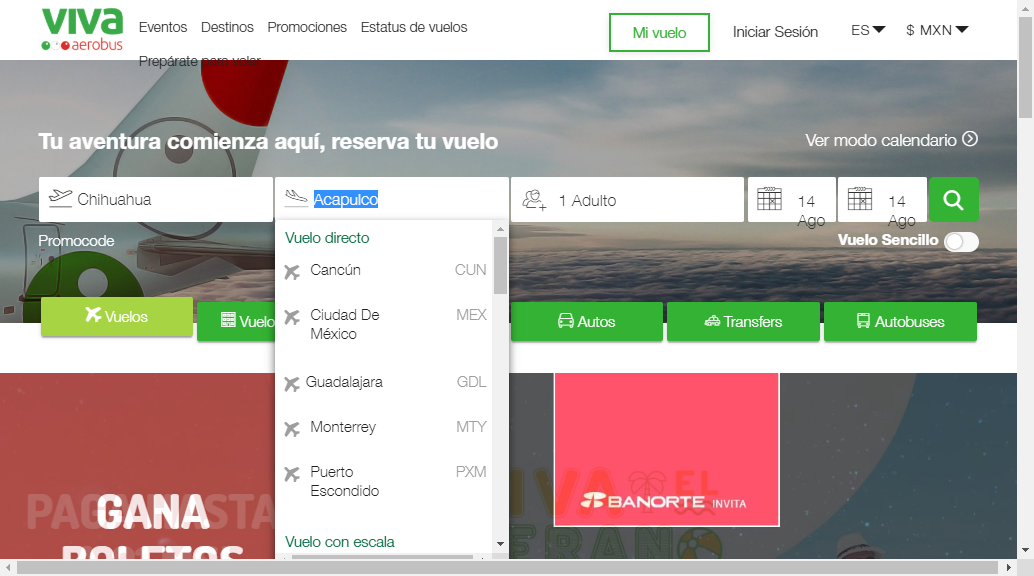 viva
aerobus
Eventos
Destinos
Promociones
Estatus de vuelos
Prepárate para volar
Mi vuelo
Iniciar Sesión
ES
$ MXN
Tu aventura comienza aquí, reserva tu vuelo
Ver modo calendario
Chihuahua
Acapulco
1 Adulto
14
Ago
14
Ago
Promocode
Vuelo Sencillo
Vuelo directo
Cancún CUN
Ciudad De MEX
México
Guadalajara GDL
Monterrey MTY
Puerto PXM
Escondido
Vuelo con escala
Vuelos
Vuelo
Autos
Transfers
Autobuses
GANA
BOLETOS
VIVA EL
BANORTE INVITA